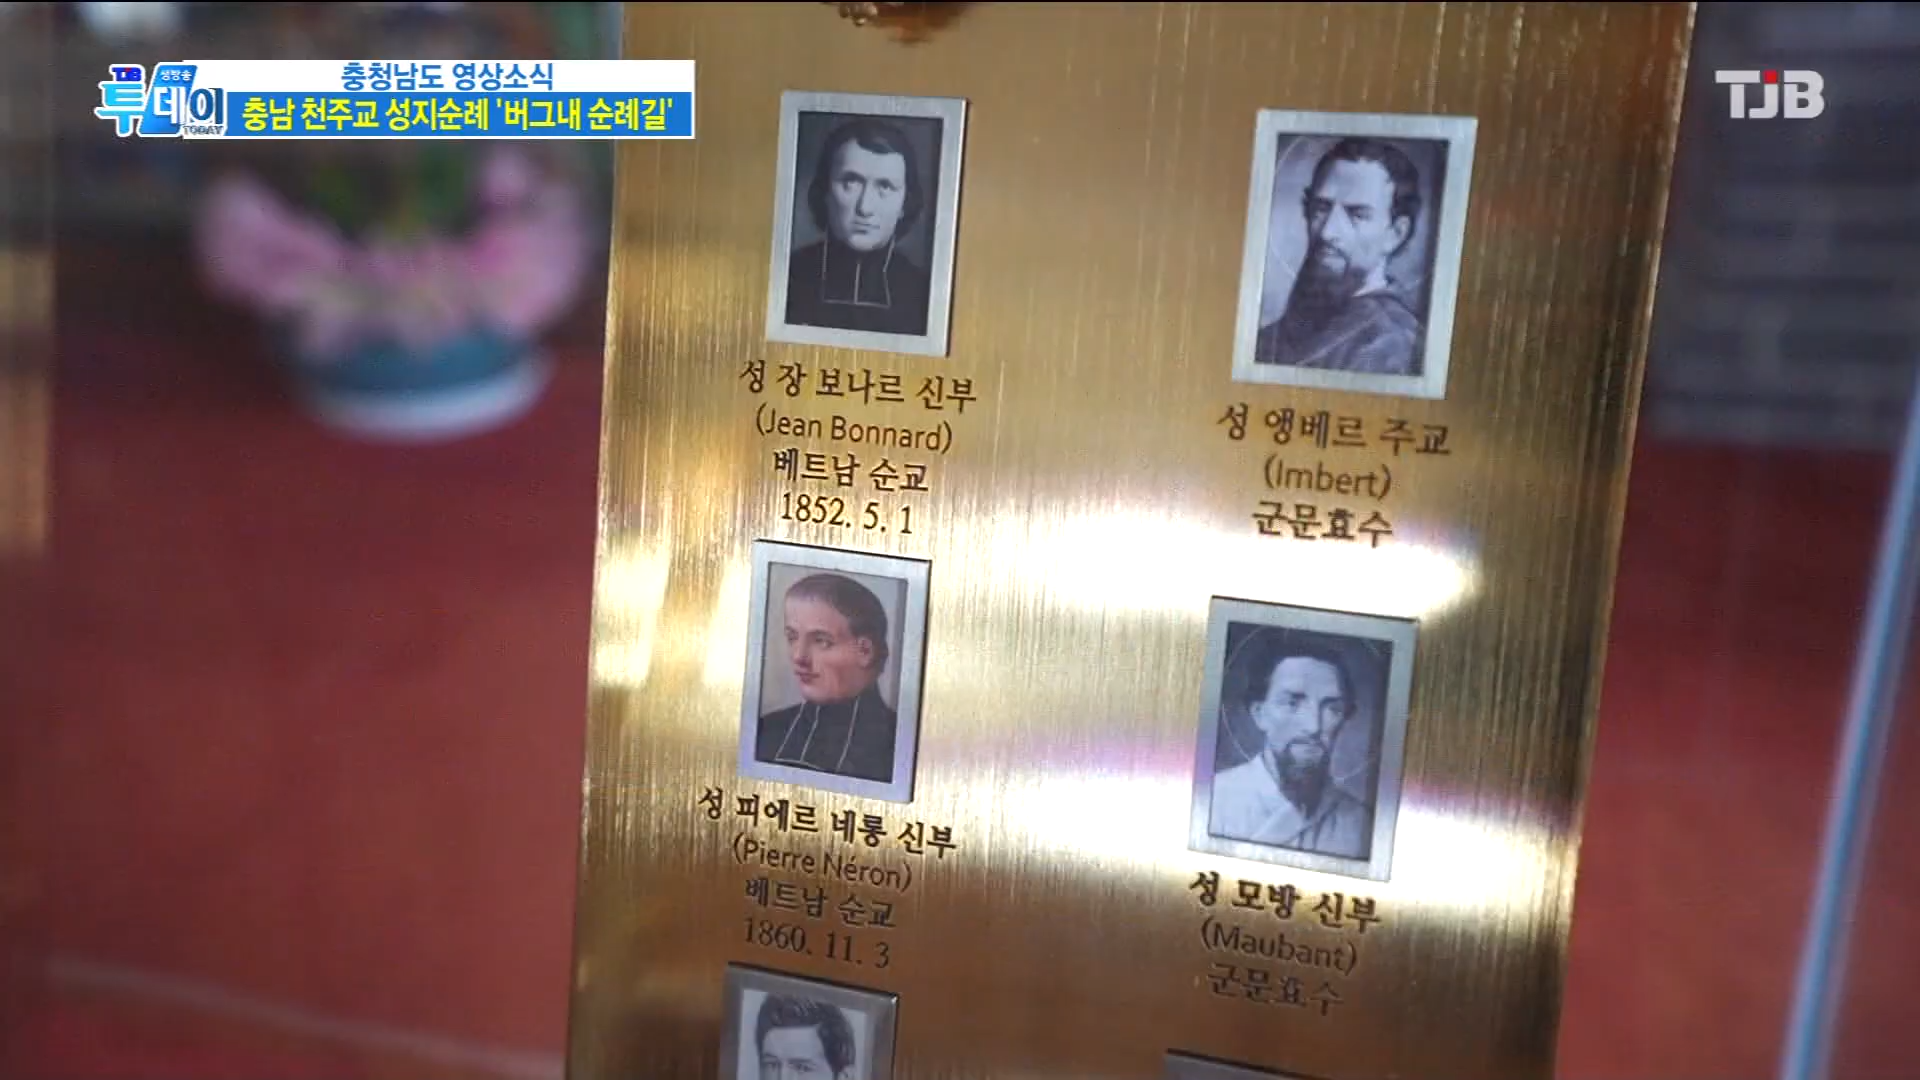 TJB 생방송
투데이
TODAY
충청남도 영상소식
충남 천주교 성지순례 '버그내 순례길'
TJB
성 장 보나르 신부
(Jean Bonnard)
베트남 순교
1852. 5. 1
성 앵베르 주교
(Imbert)
군문효수
성 피에르 네롱 신부
(Pierre Néron)
베트남 순교
1860. 11. 3
성 모방 신부
(Maubant)
군문효수